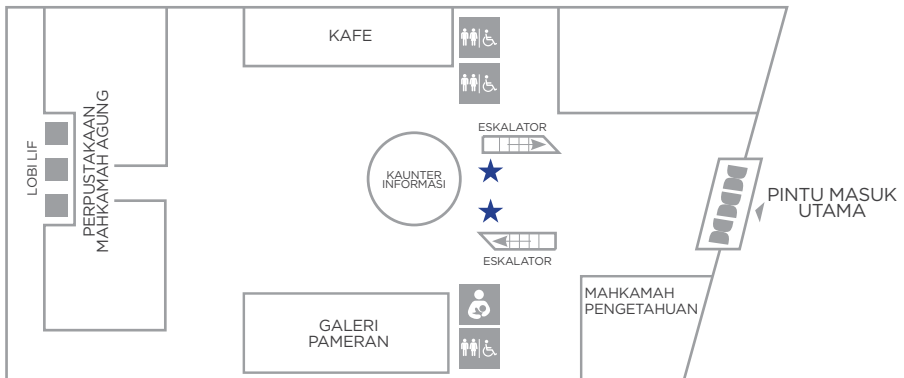 KAFE
ESKALATOR
LOBI LIF
PERPUSTAKAAN
MAHKAMAH AGUNG
KAUNTER
INFORMASI
PINTU MASUK
UTAMA
ESKALATOR
MAHKAMAH
PENGETAHUAN
GALERI
PAMERAN